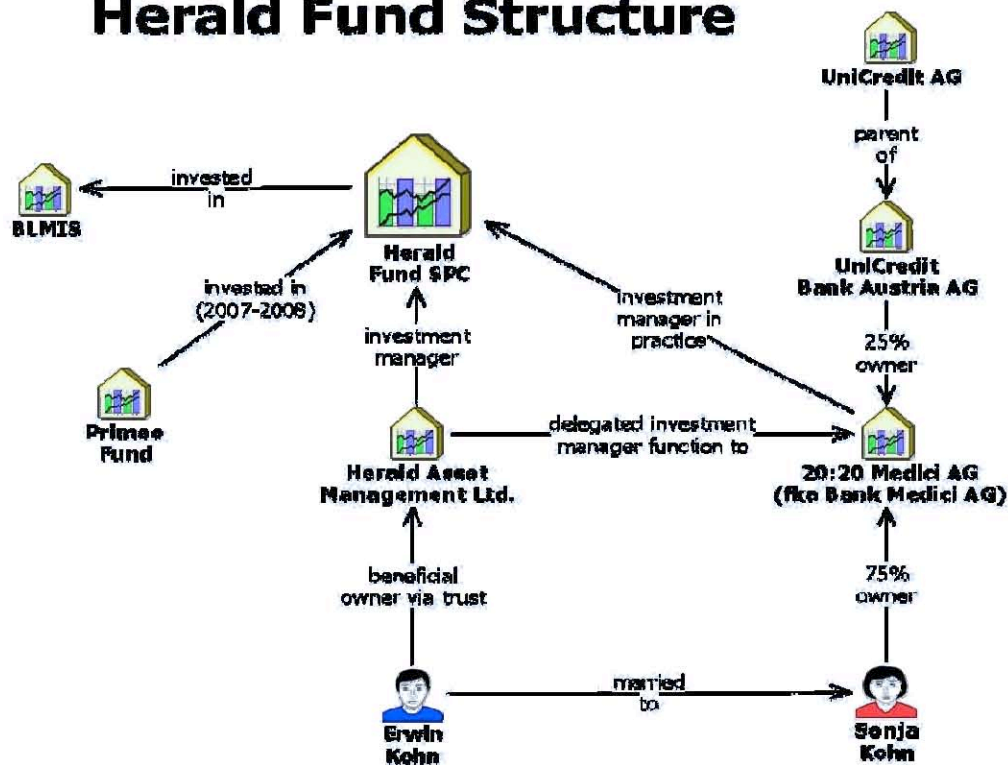 Herald Fund Structure
UniCredit AG
parent
of
invested
in
BLMIS
Herald
Fund SPC
UniCredit
Bank Austria AG
invested in
(2007-2008)
investment
manager in
practice
investment
manager
25%
owner
Primeo
Fund
delegated investment
manager function to
Herald Asset
Management Ltd.
20:20 Medici AG
(fka Bank Medici AG)
beneficial
owner via trust
75%
owner
married
to
Erwin
Kohn
Sonja
Kohn